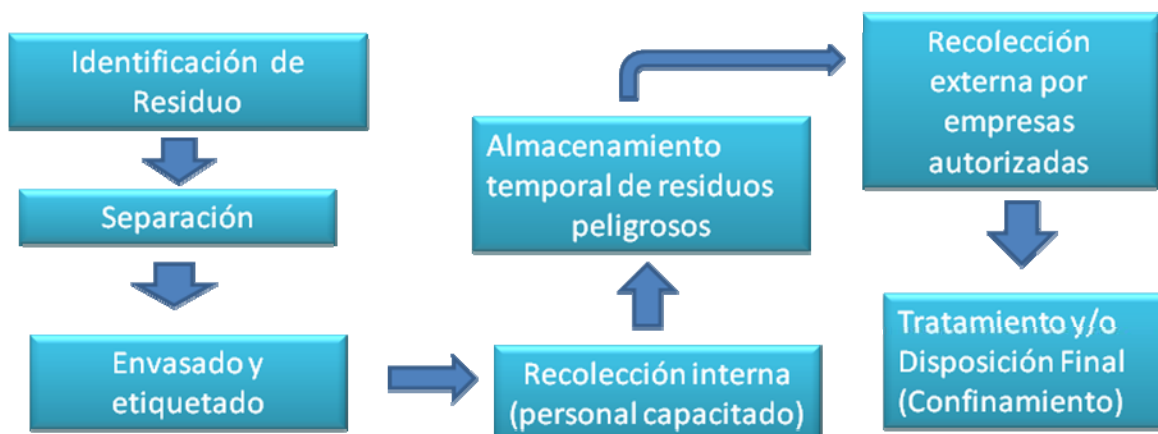 Identificación de
Residuo
Separación
Envasado y
etiquetado
Recolección interna
(personal capacitado)
Almacenamiento
temporal de residuos
peligrosos
Recolección
externa por
empresas
autorizadas
Tratamiento y/o
Disposición Final
(Confinamiento)